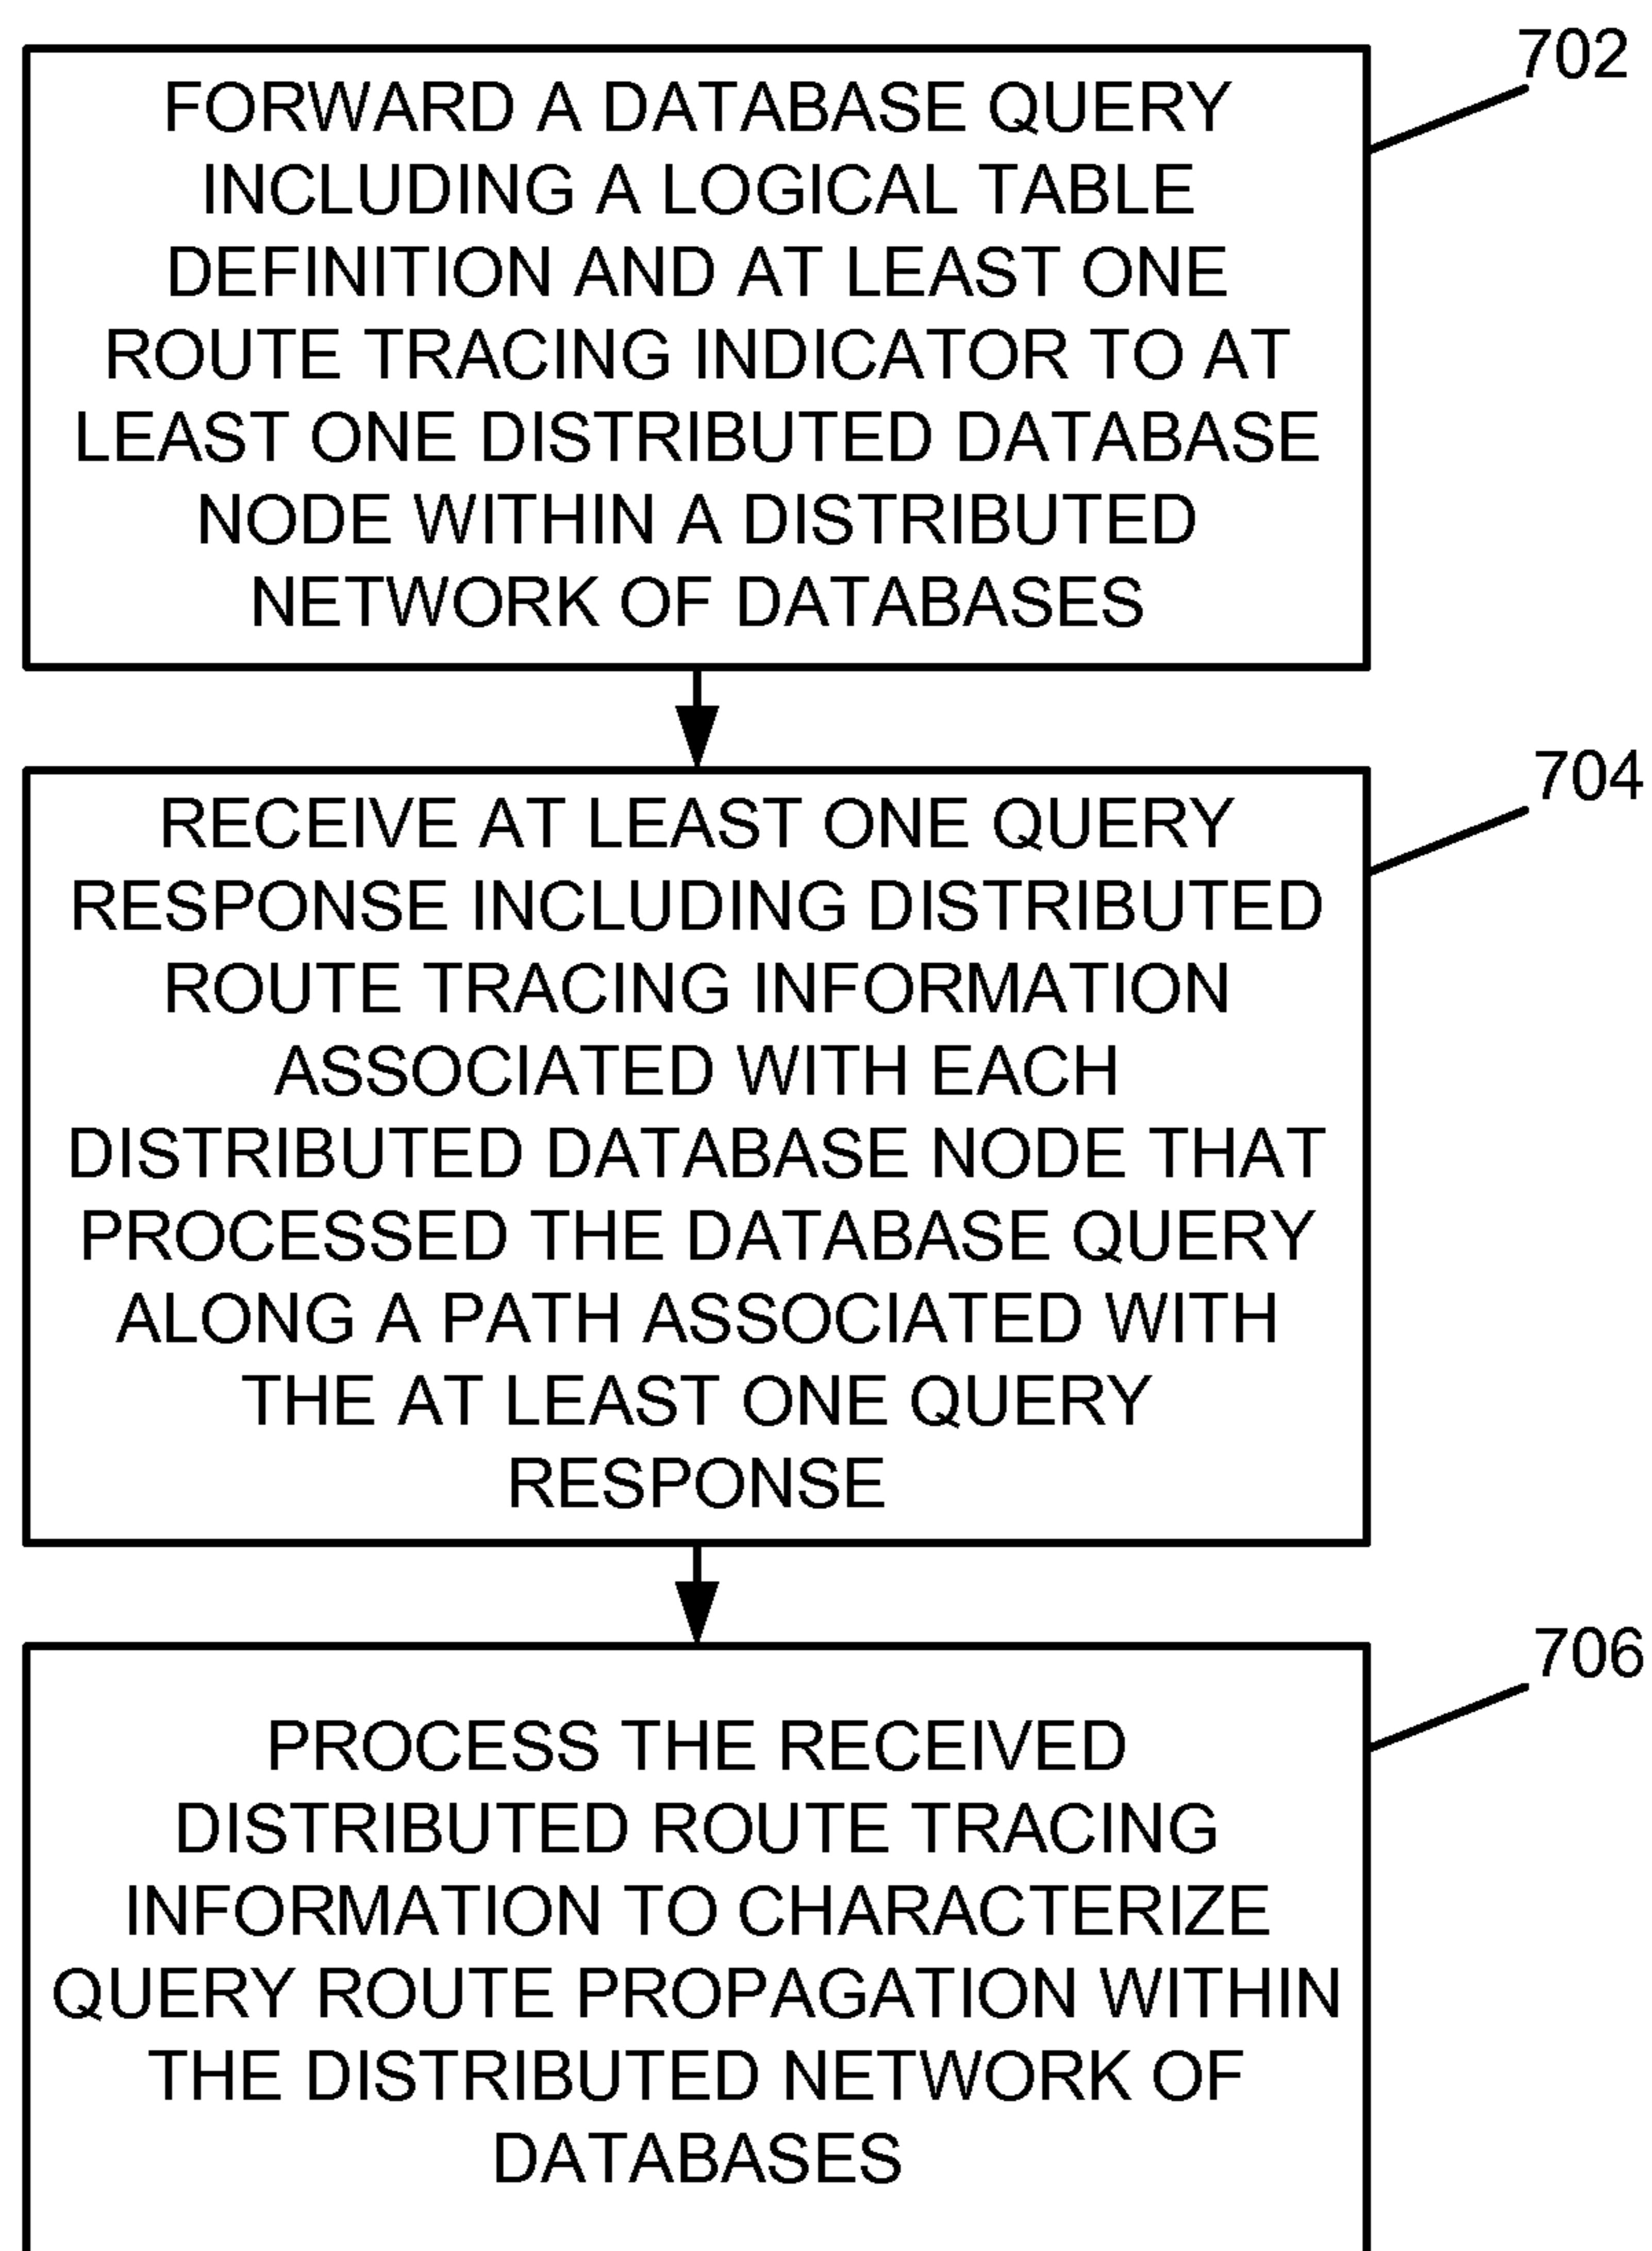 702
FORWARD A DATABASE QUERY
INCLUDING A LOGICAL TABLE
DEFINITION AND AT LEAST ONE
ROUTE TRACING INDICATOR TO AT
LEAST ONE DISTRIBUTED DATABASE
NODE WITHIN A DISTRIBUTED
NETWORK OF DATABASES
704
RECEIVE AT LEAST ONE QUERY
RESPONSE INCLUDING DISTRIBUTED
ROUTE TRACING INFORMATION
ASSOCIATED WITH EACH
DISTRIBUTED DATABASE NODE THAT
PROCESSED THE DATABASE QUERY
ALONG A PATH ASSOCIATED WITH
THE AT LEAST ONE QUERY
RESPONSE
706
PROCESS THE RECEIVED
DISTRIBUTED ROUTE TRACING
INFORMATION TO CHARACTERIZE
QUERY ROUTE PROPAGATION WITHIN
THE DISTRIBUTED NETWORK OF
DATABASES